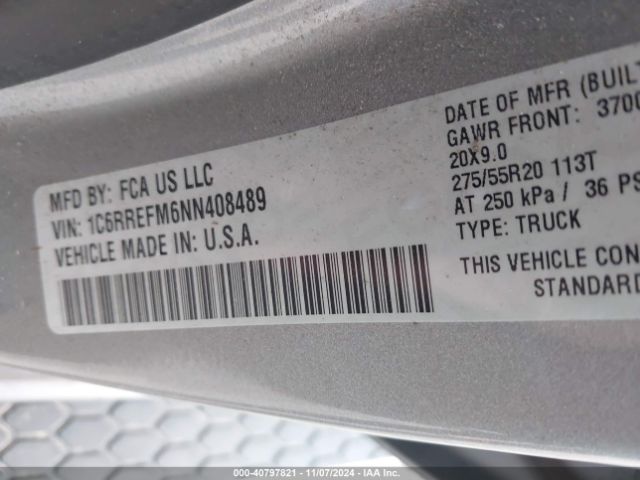 MFD BY: FCA US LLC
VIN: 1C6RREFM6NN408489
VEHICLE MADE IN: U.S.A.
DATE OF MFR (BUILT
GAWR FRONT: 3700
20X9.0
275/55R20 113T
AT 250 kPa / 36 PS
TYPE: TRUCK
THIS VEHICLE CON
STANDARD
000-40797821 - 11/07/2024 - IAA Inc.